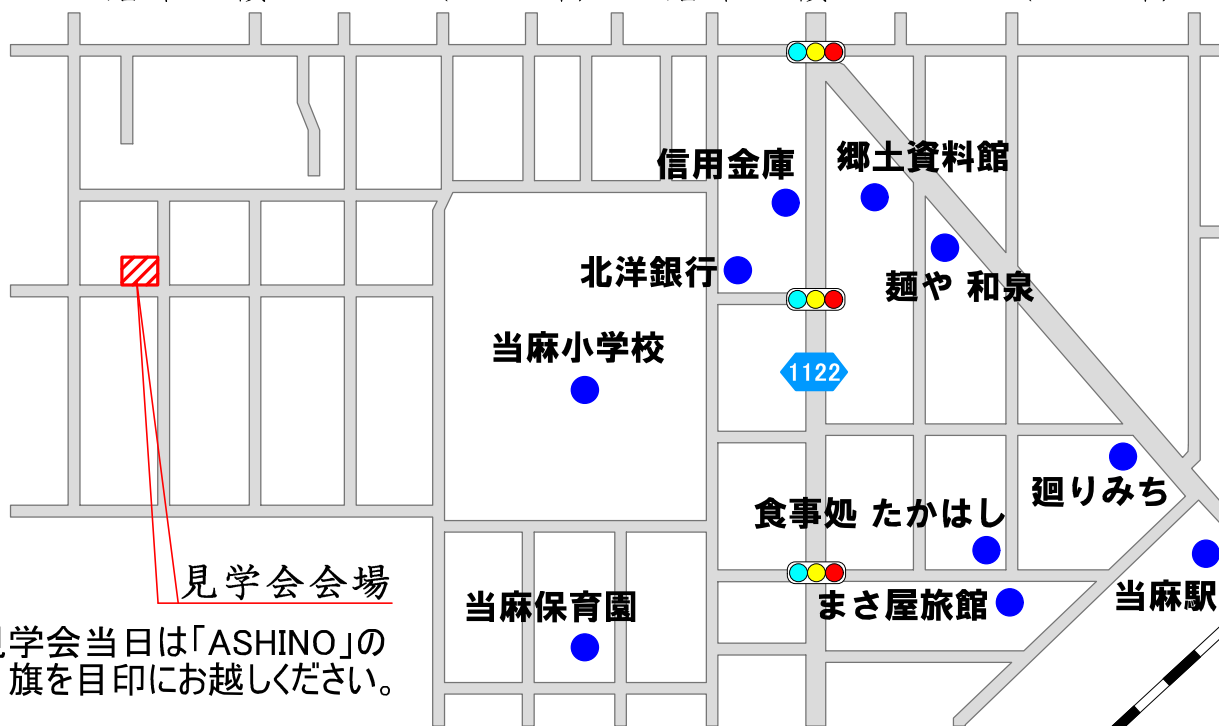 信用金庫
郷土資料館
北洋銀行
麺や 和泉
当麻小学校
1122
廻りみち
食事処 たかはし
見学会会場
当麻保育園
まさ屋旅館
当麻駅
見学会当日は「ASHINO」の
旗を目印にお越しください。